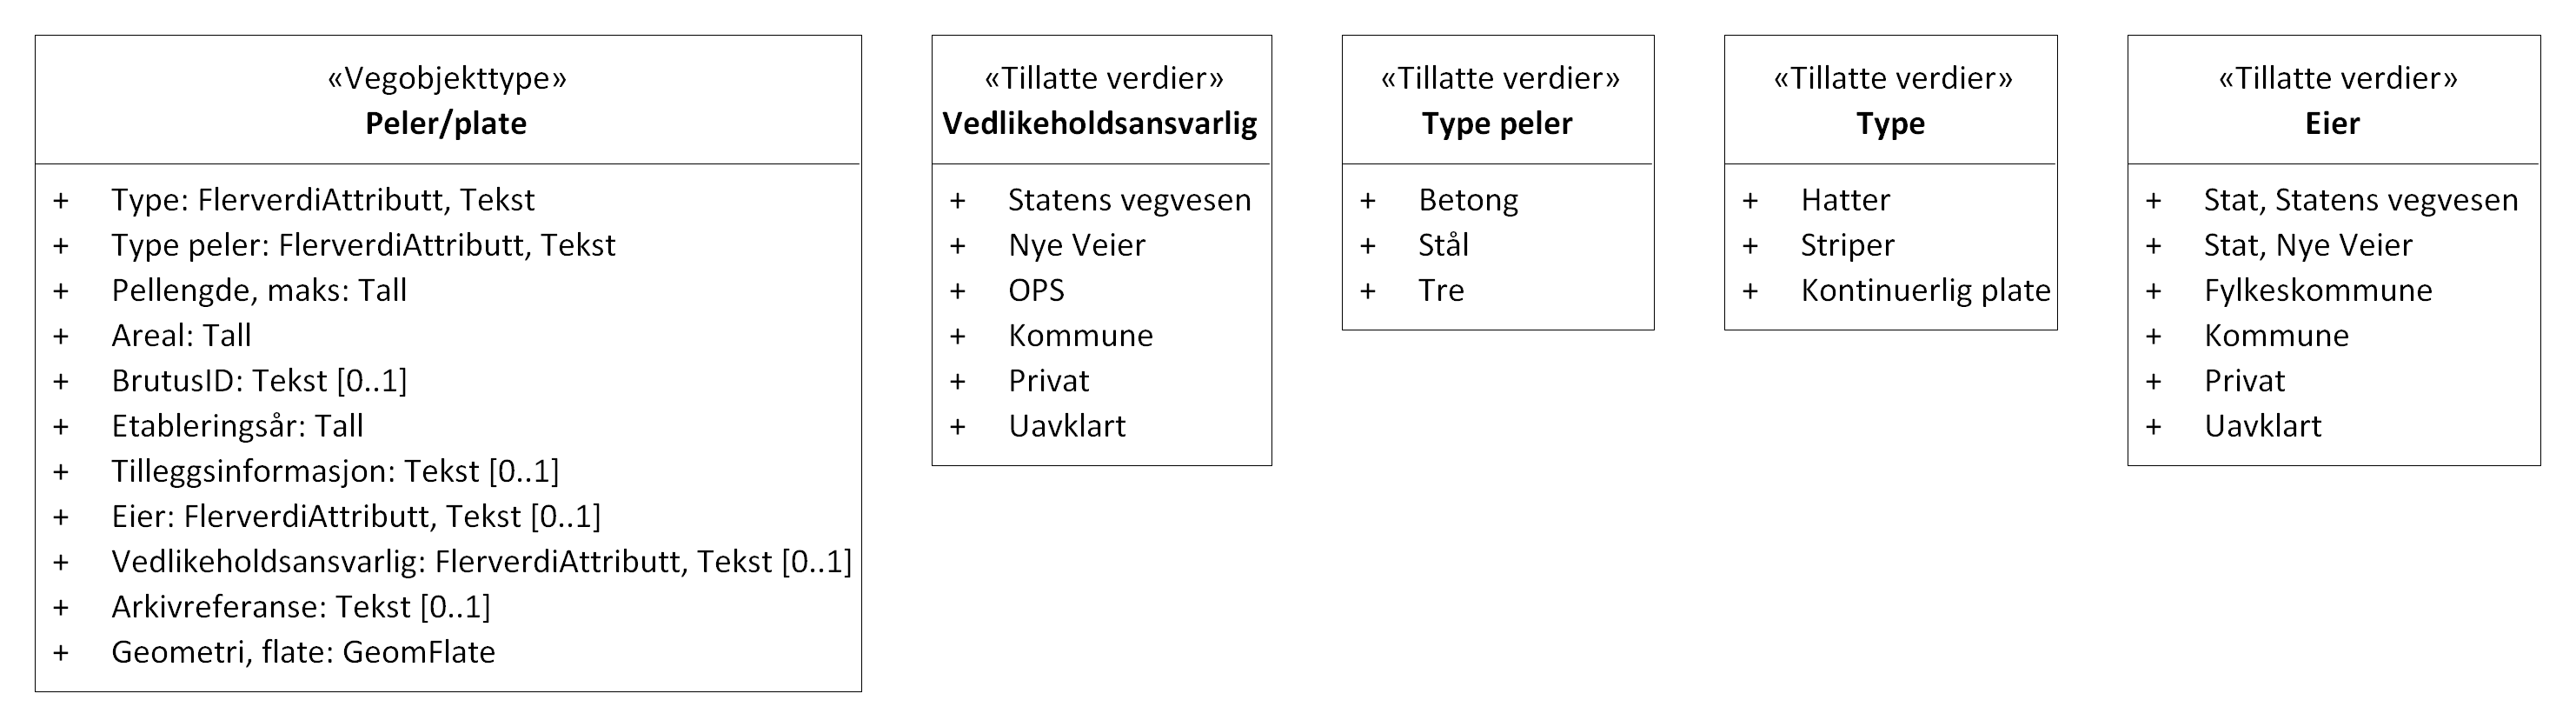 «Vegobjekttype»
Peler/plate
+ Type: FlerverdiAttributt, Tekst
+ Type peler: FlerverdiAttributt, Tekst
+ Pellengde, maks: Tall
+ Areal: Tall
+ BrutusID: Tekst [0..1]
+ Etableringsår: Tall
+ Tilleggsinformasjon: Tekst [0..1]
+ Eier: FlerverdiAttributt, Tekst [0..1]
+ Vedlikeholdsansvarlig: FlerverdiAttributt, Tekst [0..1]
+ Arkivreferanse: Tekst [0..1]
+ Geometri, flate: GeomFlate
«Tillatte verdier»
Vedlikeholdsansvarlig
+ Statens vegvesen
+ Nye Veier
+ OPS
+ Kommune
+ Privat
+ Uavklart
«Tillatte verdier»
Type peler
+ Betong
+ Stål
+ Tre
«Tillatte verdier»
Type
+ Hatter
+ Striper
+ Kontinuerlig plate
«Tillatte verdier»
Eier
+ Stat, Statens vegvesen
+ Stat, Nye Veier
+ Fylkeskommune
+ Kommune
+ Privat
+ Uavklart